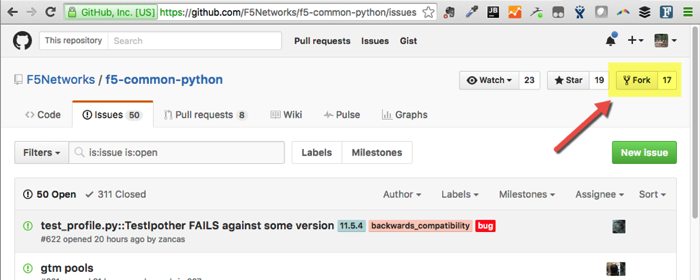 GitHub, Inc. [US] https://github.com/F5Networks/f5-common-python/issues
This repository Search Pull requests Issues Gist
F5Networks / f5-common-python Watch 23 Star 19 Fork 17
Code Issues 50 Pull requests 8 Wiki Pulse Graphs
Filters is:issue is:open Labels Milestones New issue
50 Open 311 Closed Author Labels Milestones Assignee Sort
test_profile.py::TestIpother FAILS against some version 11.5.4 backwards_compatibility bug
#622 opened 20 hours ago by zancas
gtm pools